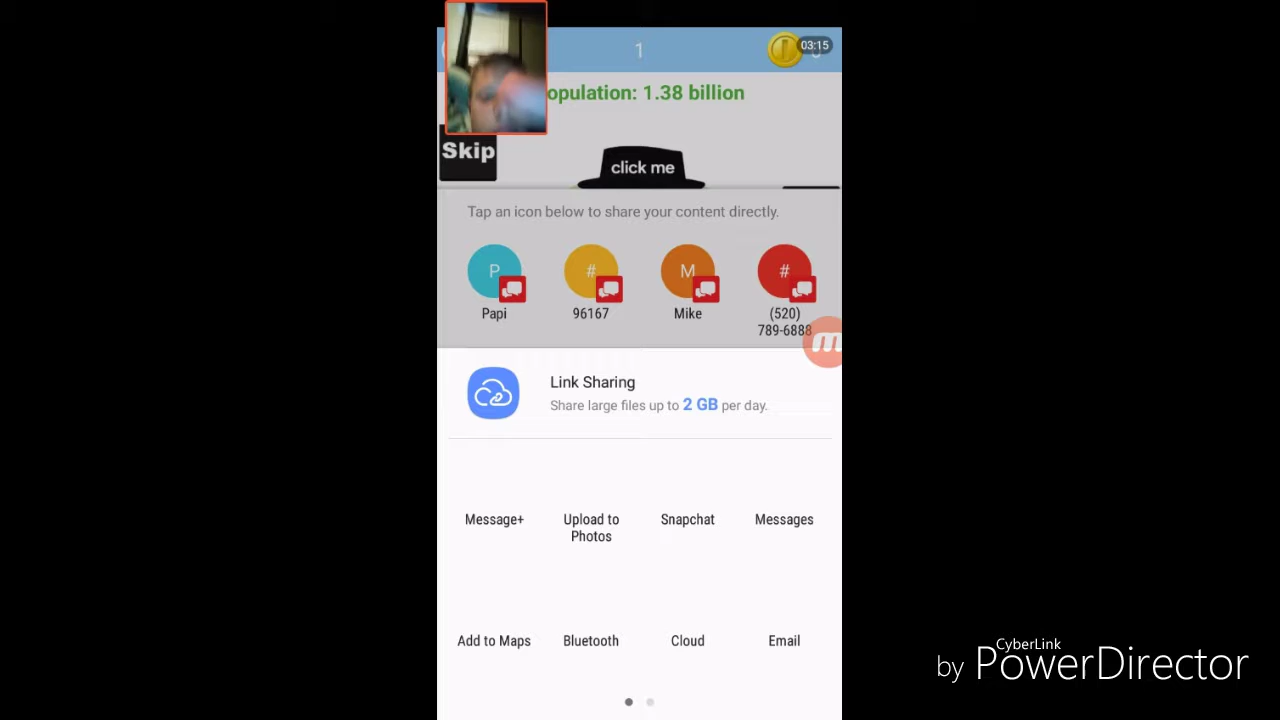 1
03:15
opulation: 1.38 billion
Skip
click me
Tap an icon below to share your content directly.
P
#
M
#
Papi
96167
Mike
(520)
789-6888
Link Sharing
Share large files up to 2 GB per day.
Message+
Upload to
Photos
Snapchat
Messages
Add to Maps
Bluetooth
Cloud
Email
CyberLink
by PowerDirector